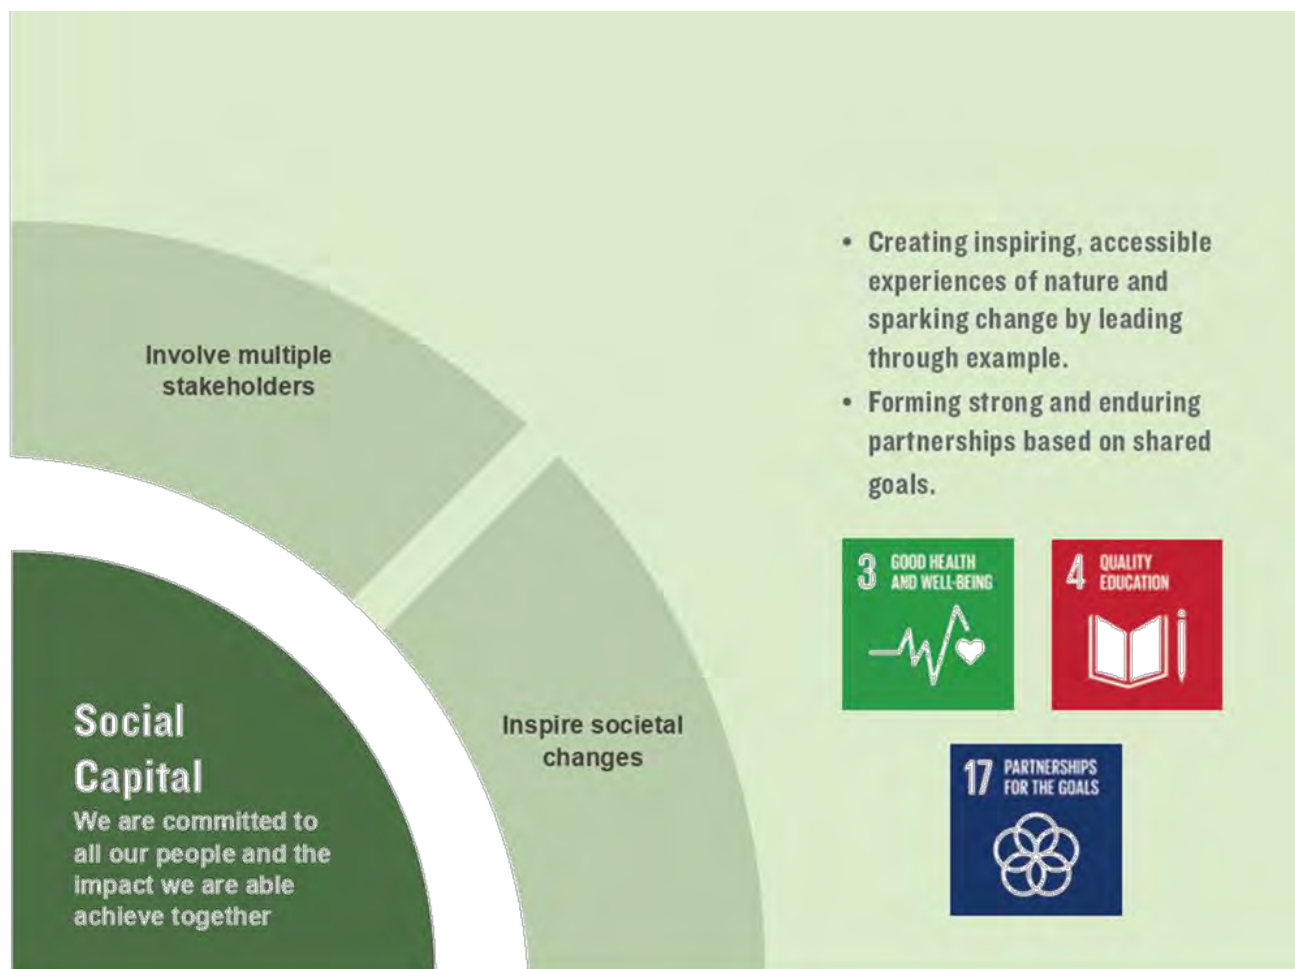 Involve multiple
stakeholders
Inspire societal
changes
Social
Capital
We are committed to
all our people and the
impact we are able
achieve together
• Creating inspiring, accessible
experiences of nature and
sparking change by leading
through example.
• Forming strong and enduring
partnerships based on shared
goals.
3 GOOD HEALTH
AND WELL-BEING
4 QUALITY
EDUCATION
17 PARTNERSHIPS
FOR THE GOALS